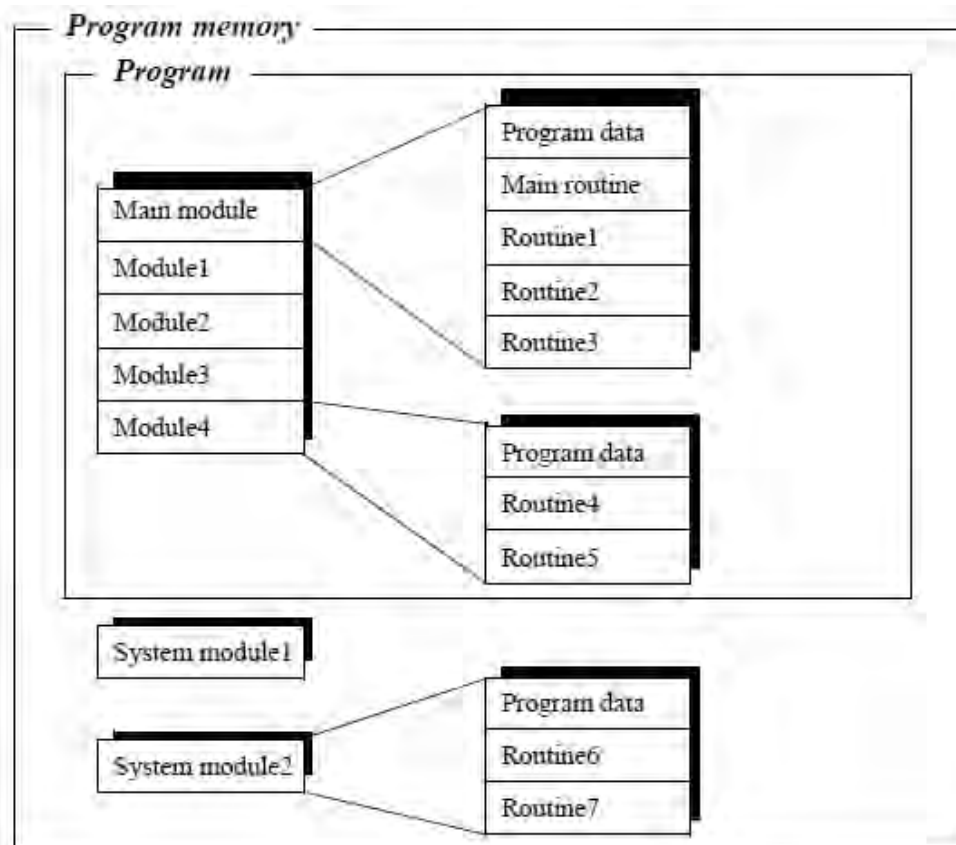 Program memory
Program
Main module
Module1
Module2
Module3
Module4
Program data
Main routine
Routine1
Routine2
Routine3
Program data
Routine4
Routine5
System module1
System module2
Program data
Routine6
Routine7